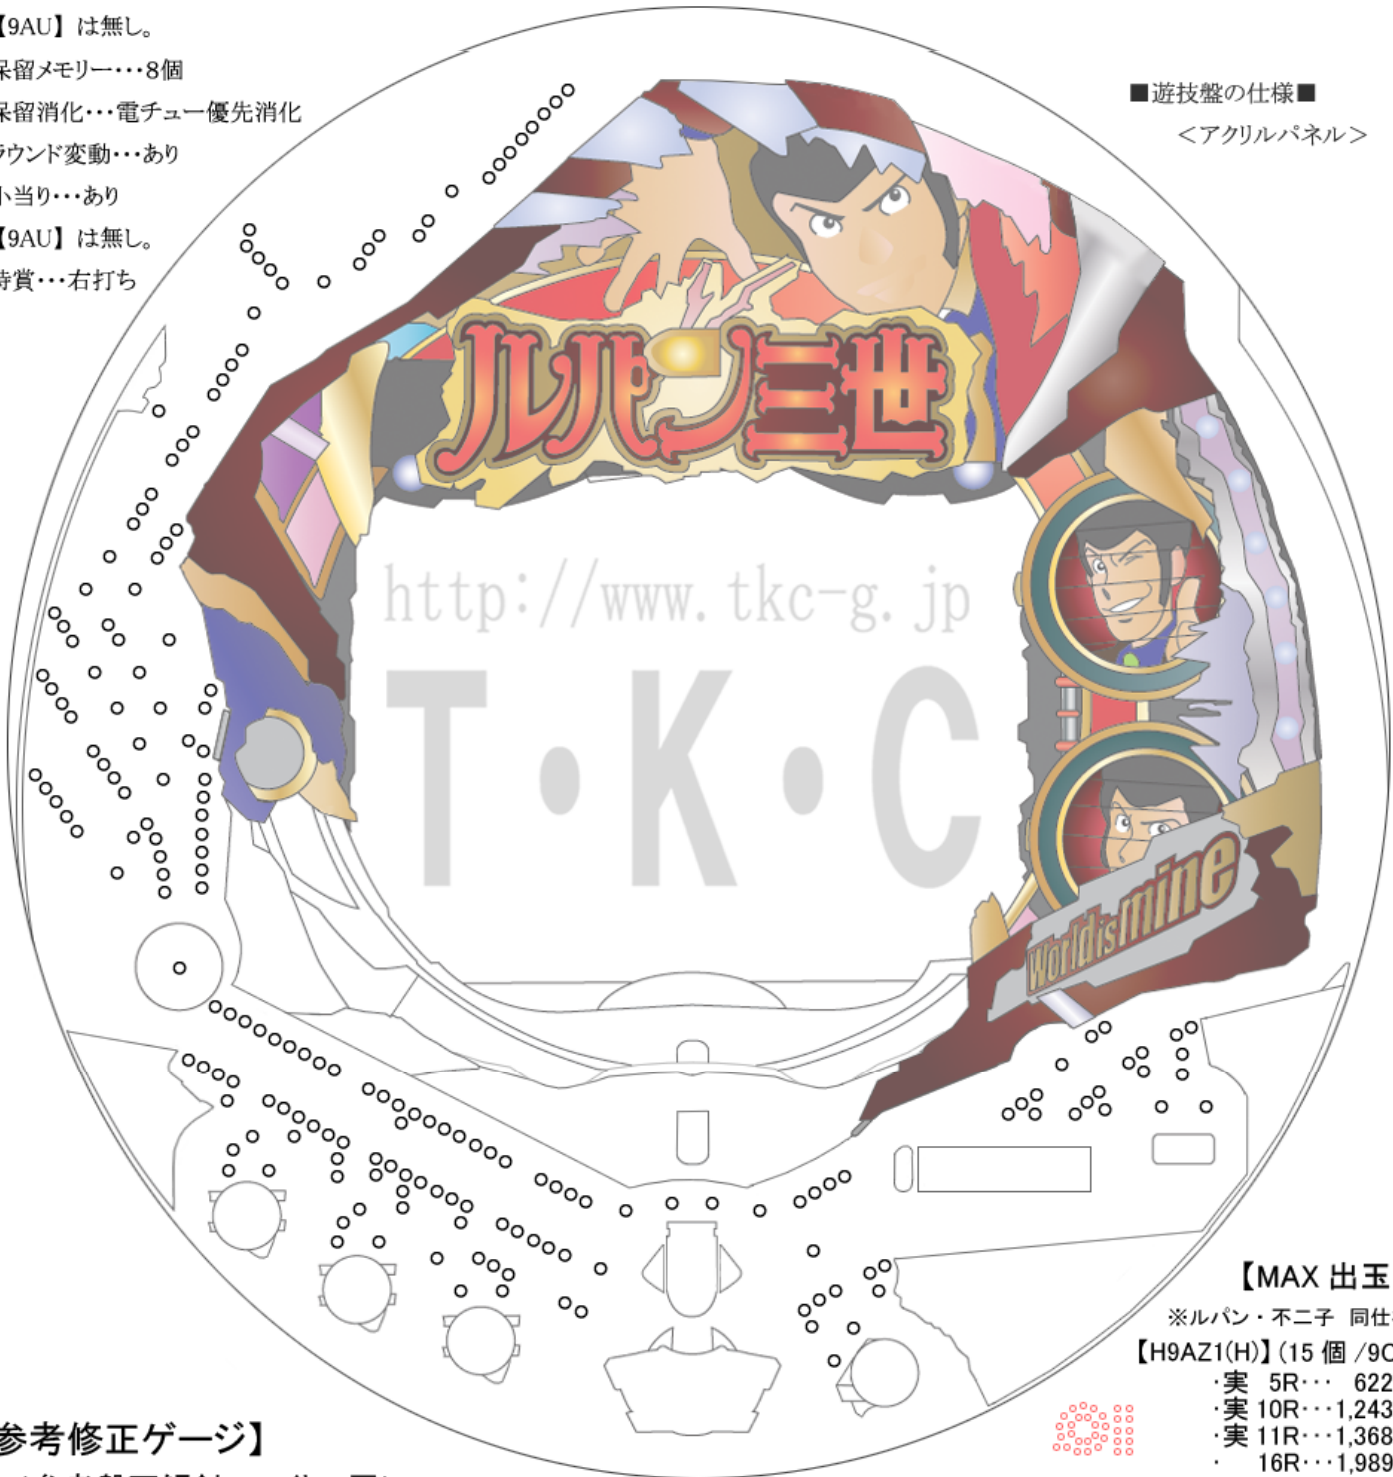 【9AU】は無し。
保留メモリー・・・8個
保留消化・・・電チュー優先消化
ラウンド変動・・・あり
小当り・・・あり
【9AU】は無し。
特賞・・・右打ち
■遊技盤の仕様■
＜アクリルパネル＞
ルパン三世
http://www.tkc-g.jp
T・K・C
World is mine
【MAX 出玉
※ルパン・不二子 同仕
【H9AZ1(H)】(15 個 /9C
・実 5R・・・ 622
・実 10R・・・1,243
・実 11R・・・1,368
・ 16R・・・1,989
参考修正ゲージ】